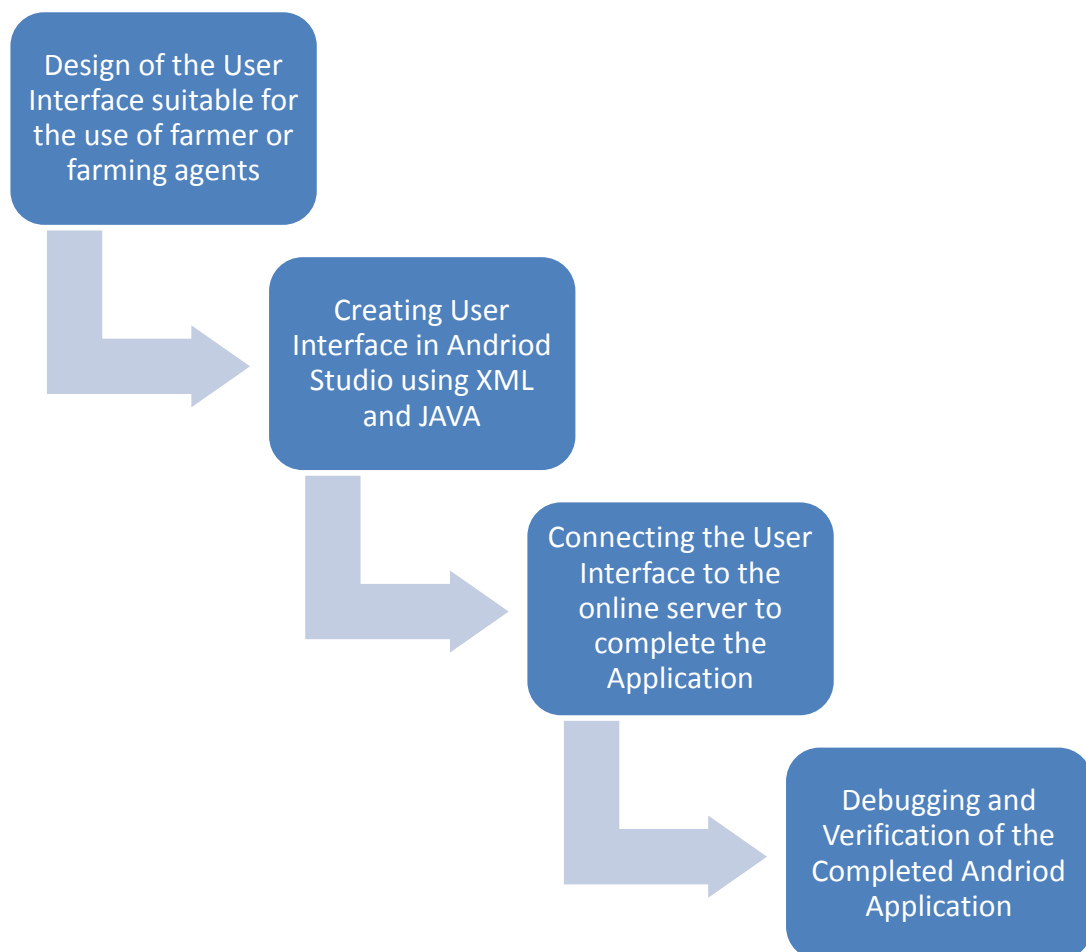 Design of the User
Interface suitable for
the use of farmer or
farming agents
Creating User
Interface in Andriod
Studio using XML
and JAVA
Connecting the User
Interface to the
online server to
complete the
Application
Debugging and
Verification of the
Completed Andriod
Application